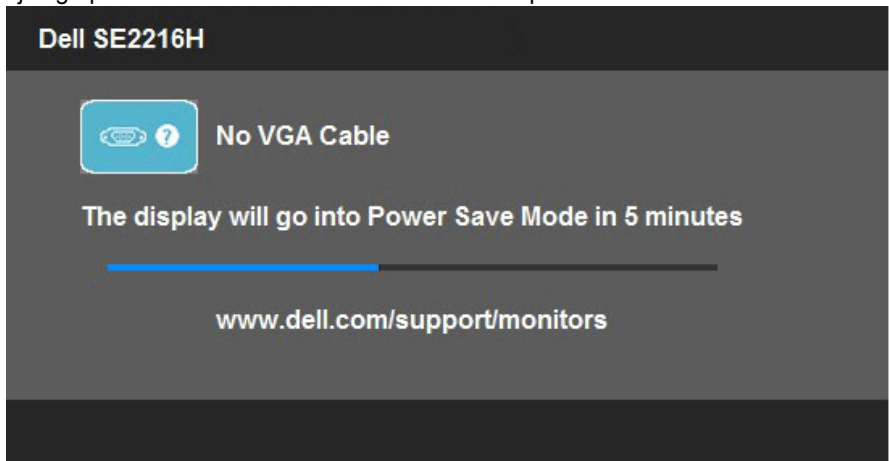 Dell SE2216H
? No VGA Cable
The display will go into Power Save Mode in 5 minutes
www.dell.com/support/monitors